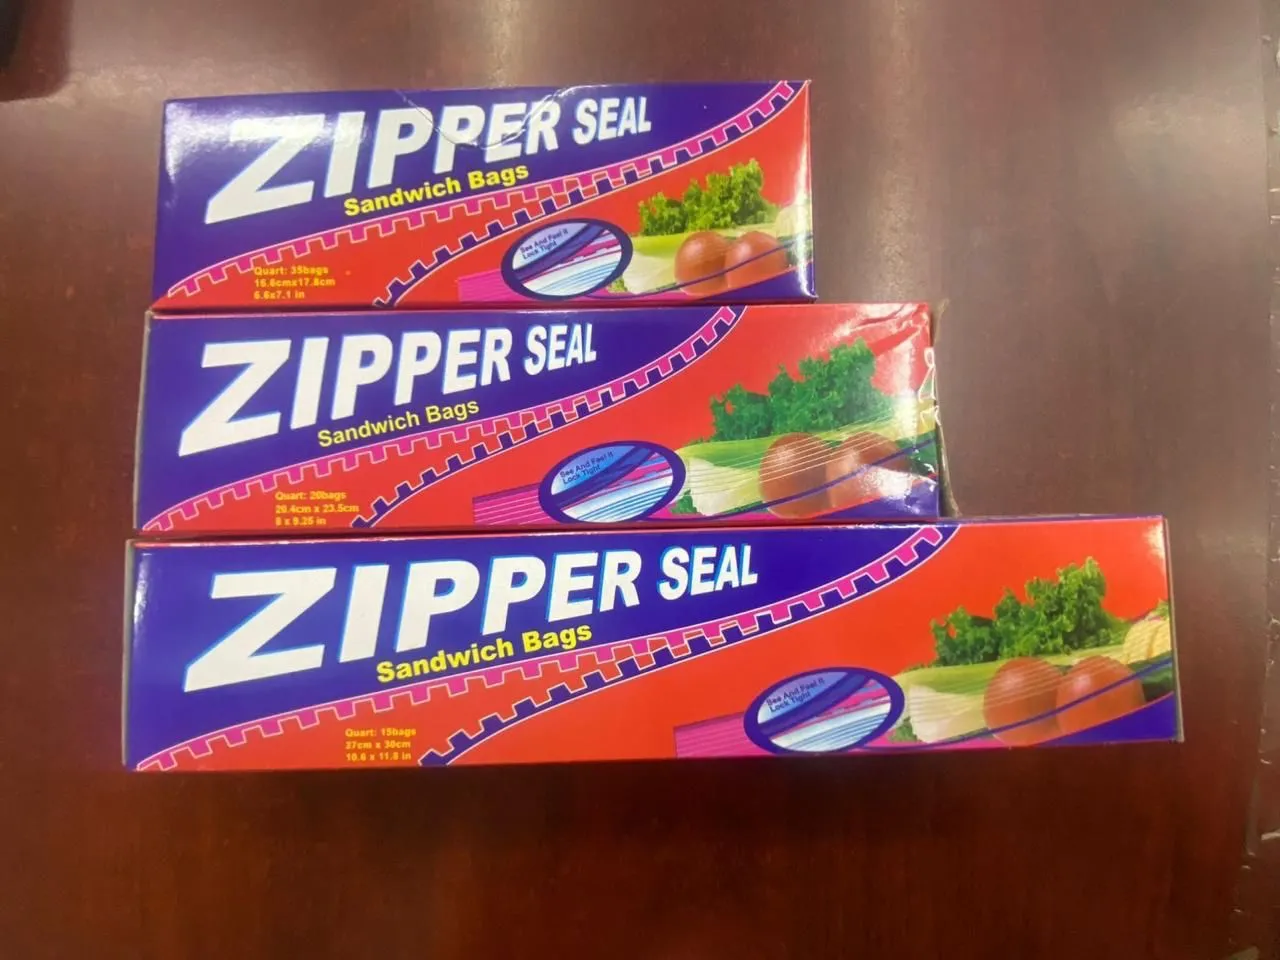 ZIPPER SEAL
Sandwich Bags
See And Feel It
Lock Tight
Quart: 35bags
16.6cmx17.8cm
6.6x7.1 in
ZIPPER SEAL
Sandwich Bags
See And Feel It
Lock Tight
Quart: 20bags
20.4cm x 23.5cm
8 x 9.25 in
ZIPPER SEAL
Sandwich Bags
See And Feel It
Lock Tight
Quart: 15bags
27cm x 30cm
10.6 x 11.8 in